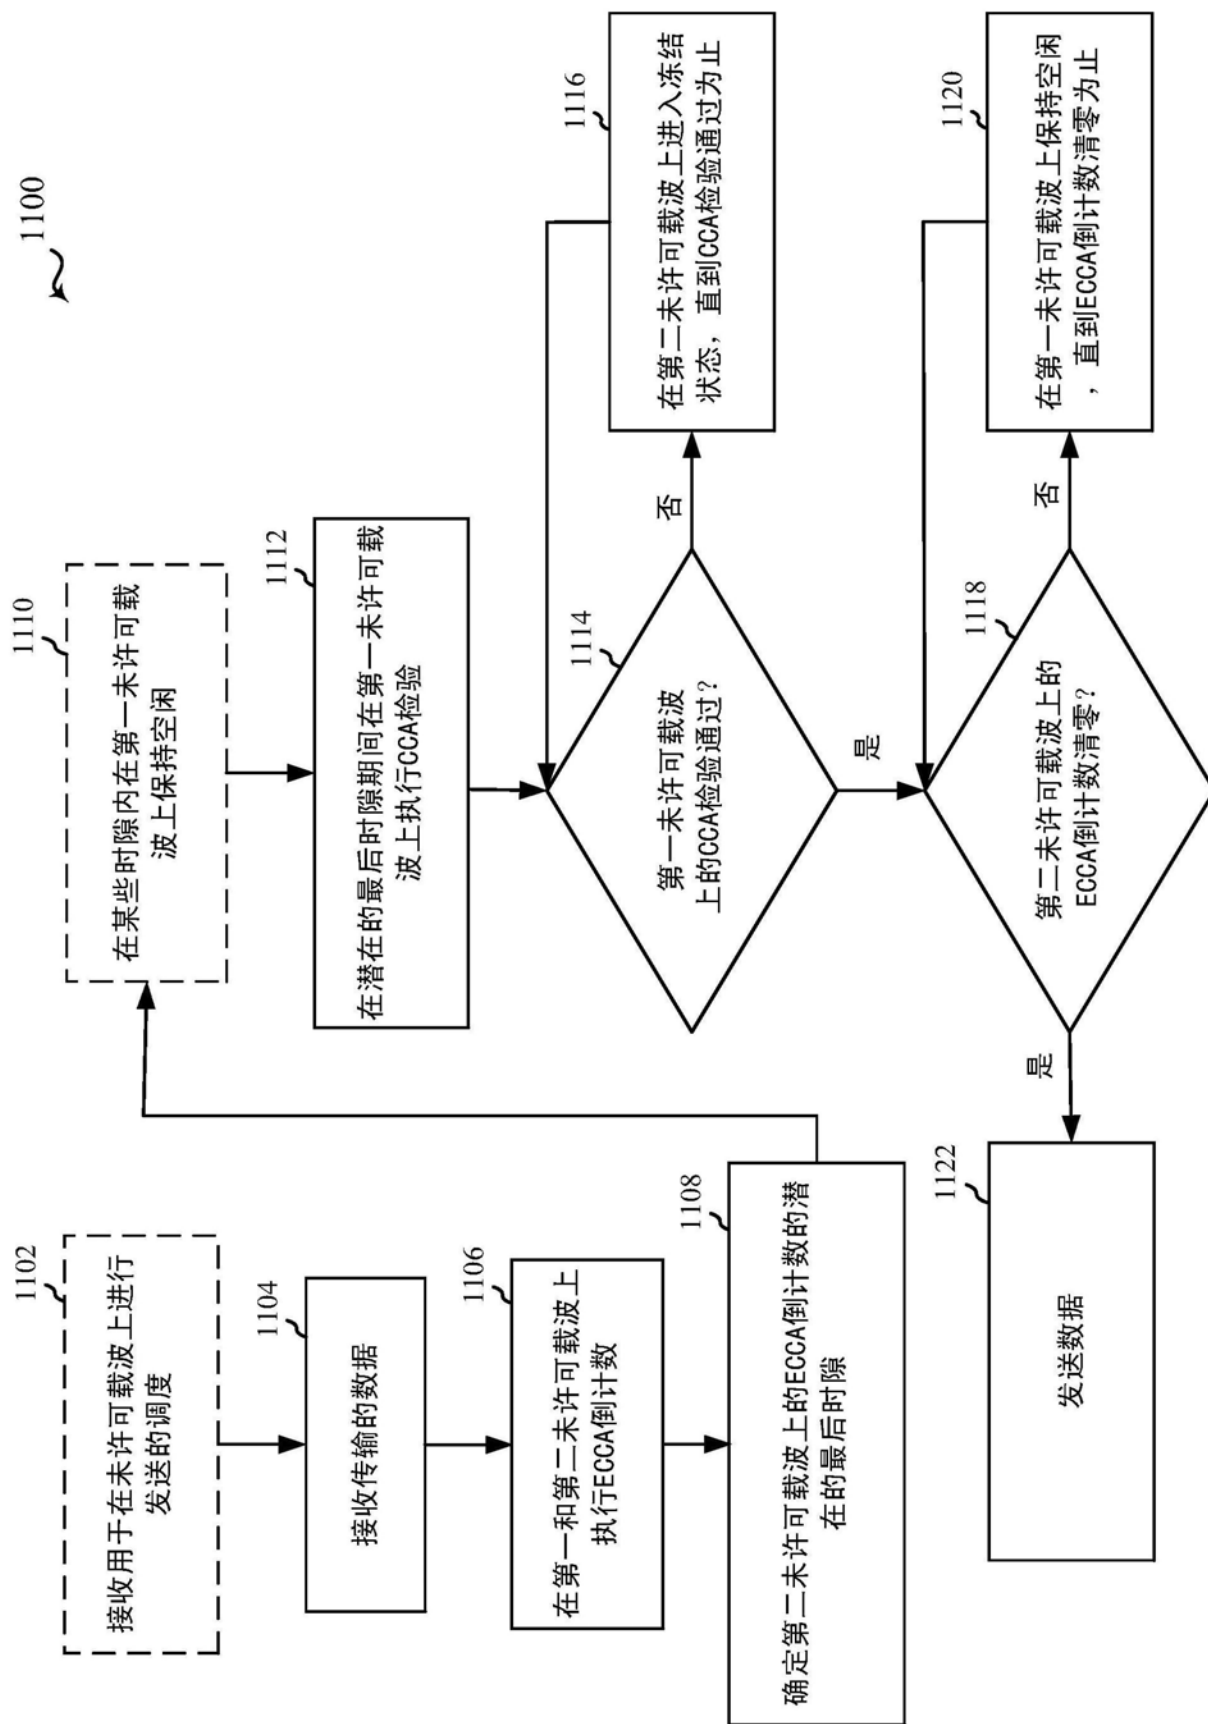 1100
1102
接收用于在未许可载波上进行
发送的调度
1104
接收传输的数据
1106
在第一和第二未许可载波上
执行ECCA倒计数
1108
确定第二未许可载波上的ECCA倒计数的潜
在的最后时隙
1110
在某些时隙内在第一未许可载
波上保持空闲
1112
在潜在的最后时隙期间在第一未许可载
波上执行CCA检验
1114
第一未许可载波
上的CCA检验通过？
否
1116
在第二未许可载波上进入冻结
状态，直到CCA检验通过为止
是
1118
第二未许可载波上的
ECCA倒计数清零？
否
1120
在第一未许可载波上保持空闲
，直到ECCA倒计数清零为止
是
1122
发送数据